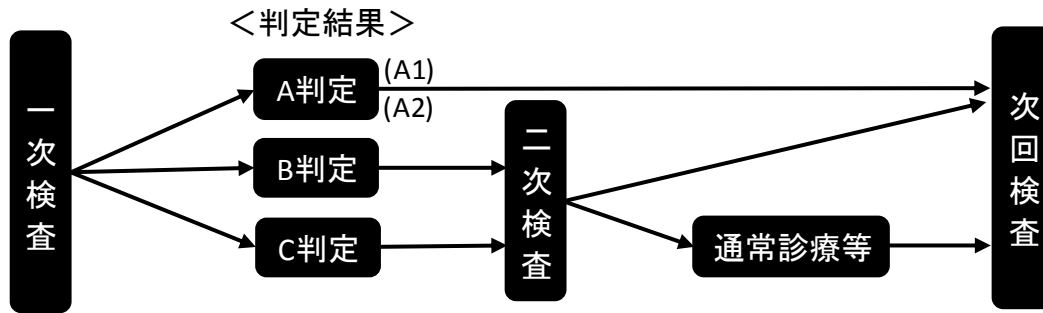 ＜判定結果＞
一次検査
A判定
(A1)
(A2)
B判定
C判定
二次検査
通常診療等
次回検査